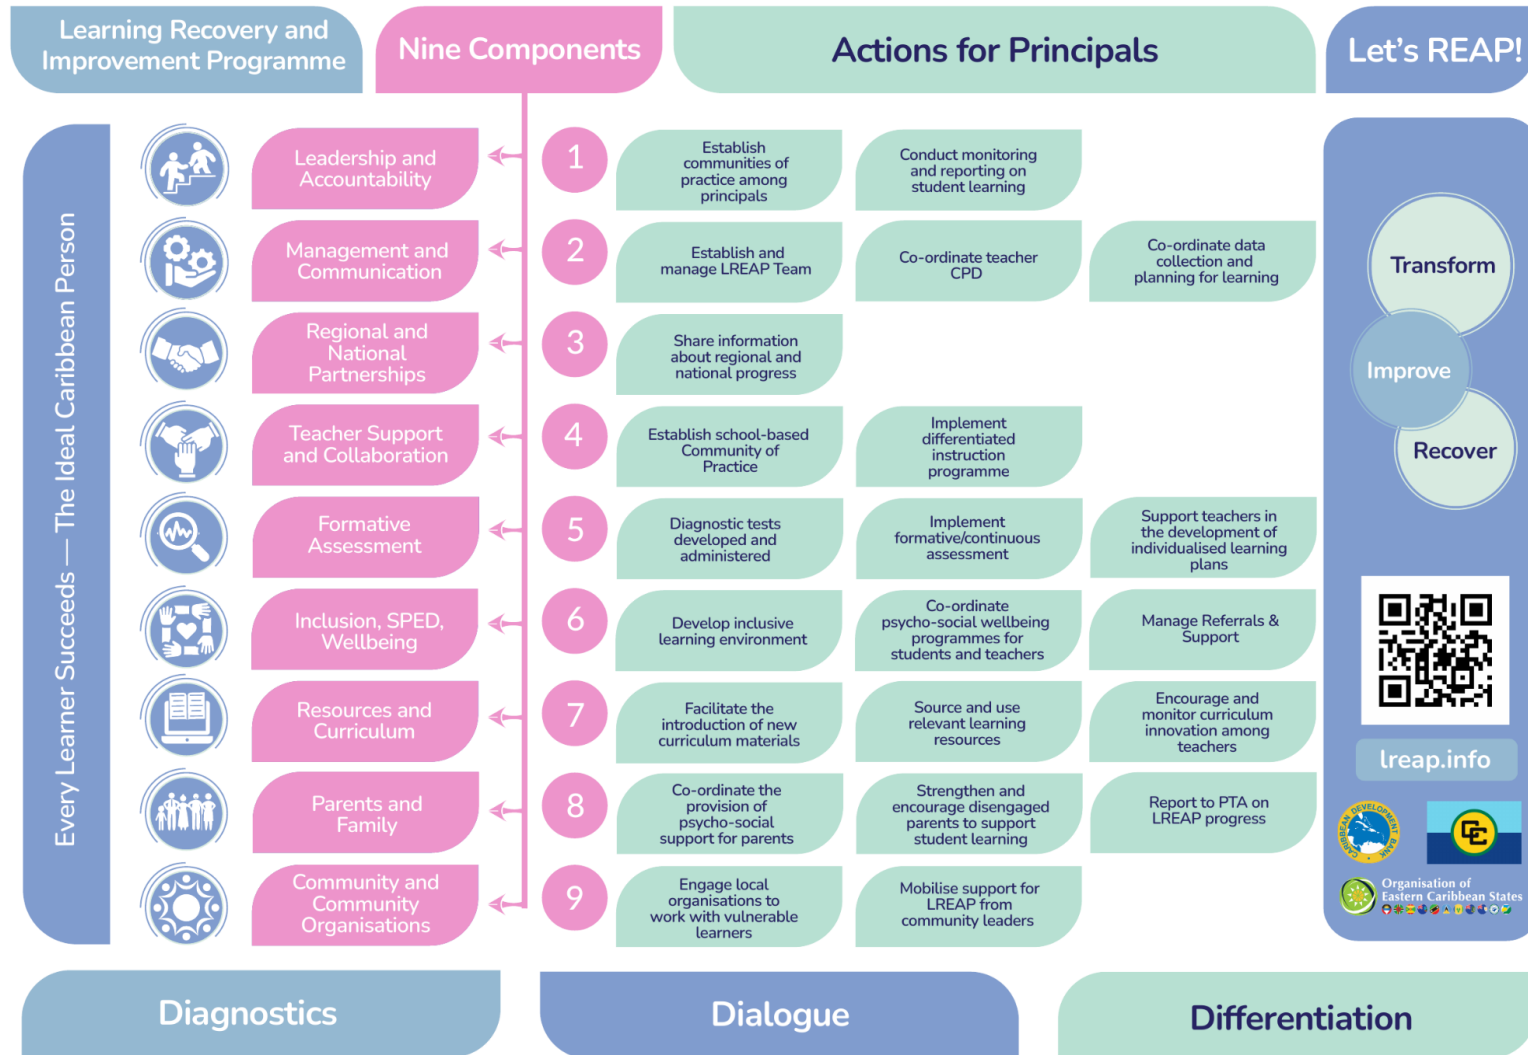 Learning Recovery and
Improvement Programme
Nine Components
Actions for Principals
Let's REAP!
Every Learner Succeeds — The Ideal Caribbean Person
Leadership and
Accountability
1
Establish
communities of
practice among
principals
Conduct monitoring
and reporting on
student learning
Management and
Communication
2
Establish and
manage LREAP Team
Co-ordinate teacher
CPD
Co-ordinate data
collection and
planning for learning
Regional and
National
Partnerships
3
Share information
about regional and
national progress
Teacher Support
and Collaboration
4
Establish school-based
Community of
Practice
Implement
differentiated
instruction
programme
Formative
Assessment
5
Diagnostic tests
developed and
administered
Implement
formative/continuous
assessment
Support teachers in
the development of
individualised learning
plans
Inclusion, SPED,
Wellbeing
6
Develop inclusive
learning environment
Co-ordinate
psycho-social wellbeing
programmes for
students and teachers
Manage Referrals &
Support
Resources and
Curriculum
7
Facilitate the
introduction of new
curriculum materials
Source and use
relevant learning
resources
Encourage and
monitor curriculum
innovation among
teachers
Parents and
Family
8
Co-ordinate the
provision of
psycho-social
support for parents
Strengthen and
encourage disengaged
parents to support
student learning
Report to PTA on
LREAP progress
Community and
Community
Organisations
9
Engage local
organisations to
work with vulnerable
learners
Mobilise support for
LREAP from
community leaders
Transform
Improve
Recover
lreap.info
CARIBBEAN DEVELOPMENT BANK
CC
Organisation of
Eastern Caribbean States
Diagnostics
Dialogue
Differentiation